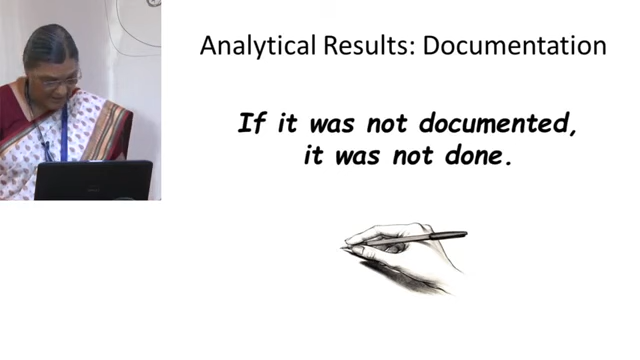 Analytical Results: Documentation
If it was not documented,
it was not done.